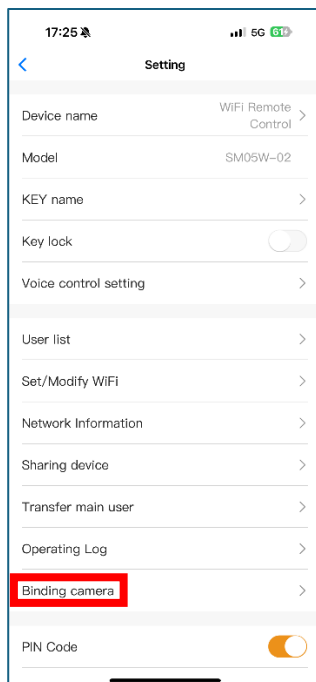 17:25 5G 61
Setting
Device name WiFi Remote
Control
Model SM05W-02
KEY name
Key lock
Voice control setting
User list
Set/Modify WiFi
Network Information
Sharing device
Transfer main user
Operating Log
Binding camera
PIN Code